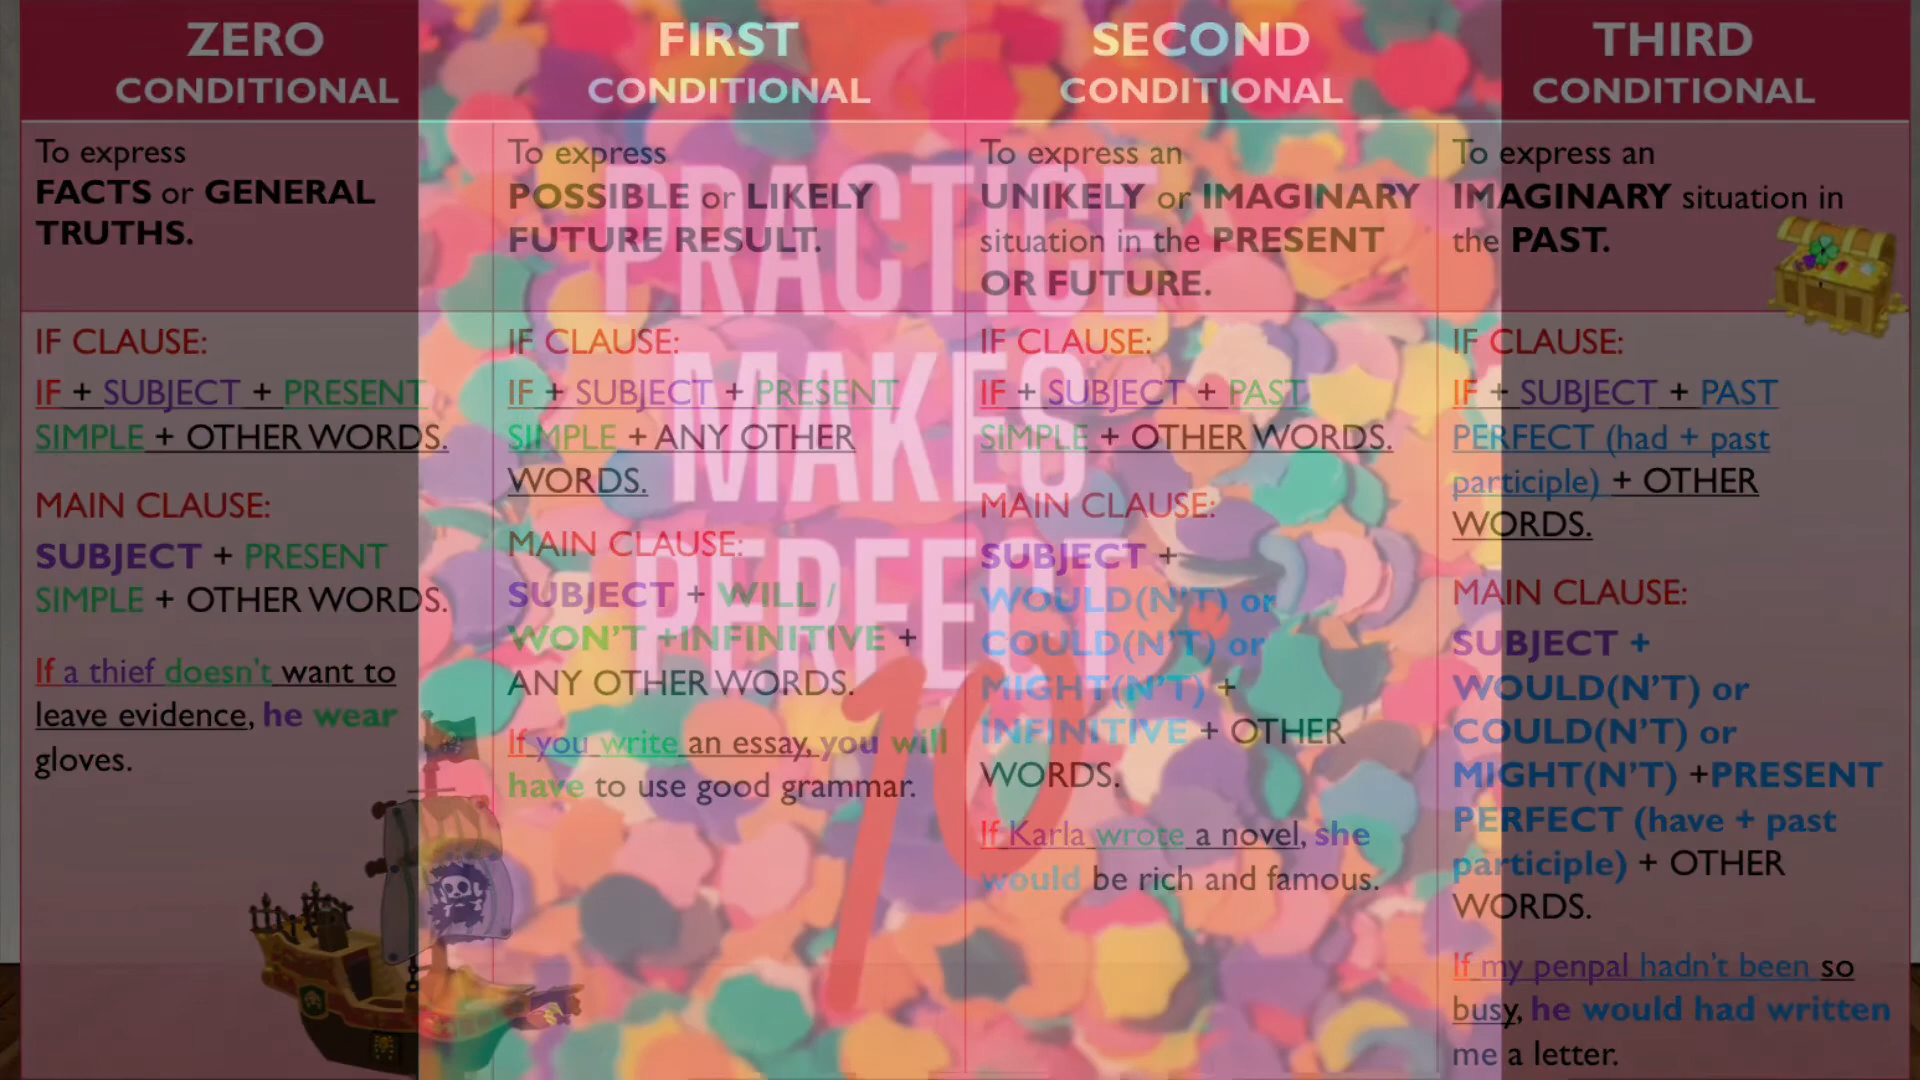 ZERO
CONDITIONAL
To express
FACTS or GENERAL
TRUTHS.
IF CLAUSE:
IF + SUBJECT + PRESENT
SIMPLE + OTHER WORDS.
MAIN CLAUSE:
SUBJECT + PRESENT
SIMPLE + OTHER WORDS.
If a thief doesn't want to
leave evidence, he wear
gloves.
FIRST
CONDITIONAL
To express
POSSIBLE or LIKELY
FUTURE RESULT.
IF CLAUSE:
IF + SUBJECT + PRESENT
SIMPLE + ANY OTHER
WORDS.
MAIN CLAUSE:
SUBJECT + WILL /
WON'T +INFINITIVE +
ANY OTHER WORDS.
If you write an essay, you will
have to use good grammar.
SECOND
CONDITIONAL
To express an
UNIKELY or IMAGINARY
situation in the PRESENT
OR FUTURE.
IF CLAUSE:
IF + SUBJECT + PAST
SIMPLE + OTHER WORDS.
MAIN CLAUSE:
SUBJECT +
WOULD(N'T) or
COULD(N'T) or
MIGHT(N'T) +
INFINITIVE + OTHER
WORDS.
If Karla wrote a novel, she
would be rich and famous.
THIRD
CONDITIONAL
To express an
IMAGINARY situation in
the PAST.
IF CLAUSE:
IF + SUBJECT + PAST
PERFECT (had + past
participle) + OTHER
WORDS.
MAIN CLAUSE:
SUBJECT +
WOULD(N'T) or
COULD(N'T) or
MIGHT(N'T) +PRESENT
PERFECT (have + past
participle) + OTHER
WORDS.
If my penpal hadn't been so
busy, he would had written
me a letter.
PRACTICE
MAKES
PERFECT
10